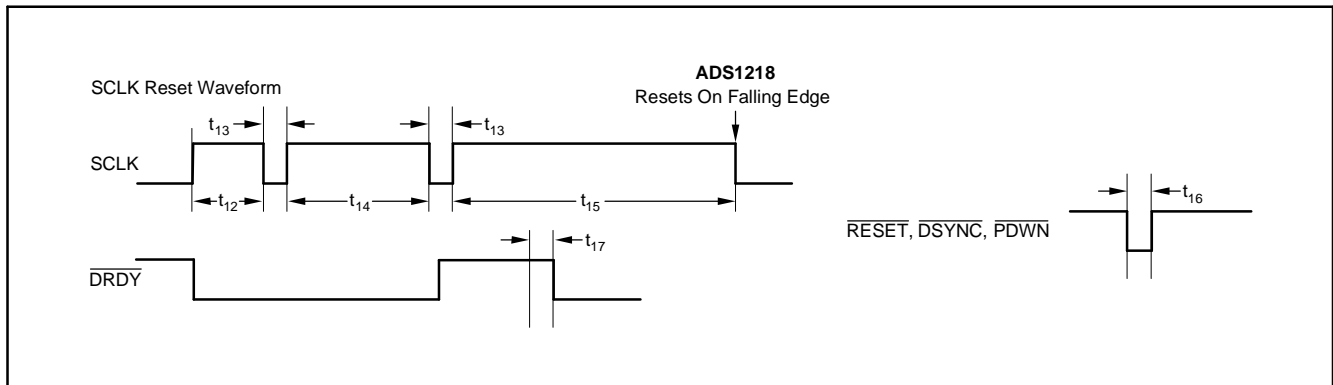 ADS1218
SCLK Reset Waveform
Resets On Falling Edge
t13
t13
SCLK
t12
t14
t15
t16
RESET, DSYNC, PDWN
t17
DRDY